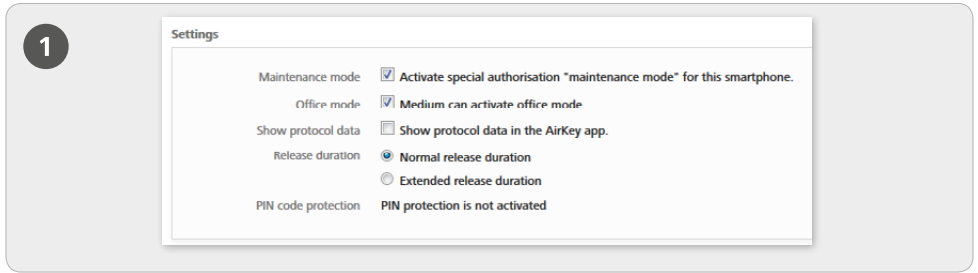 1
Settings
Maintenance mode Activate special authorisation "maintenance mode" for this smartphone.
Office mode Medium can activate office mode
Show protocol data Show protocol data in the AirKey app.
Release duration Normal release duration
Extended release duration
PIN code protection PIN protection is not activated